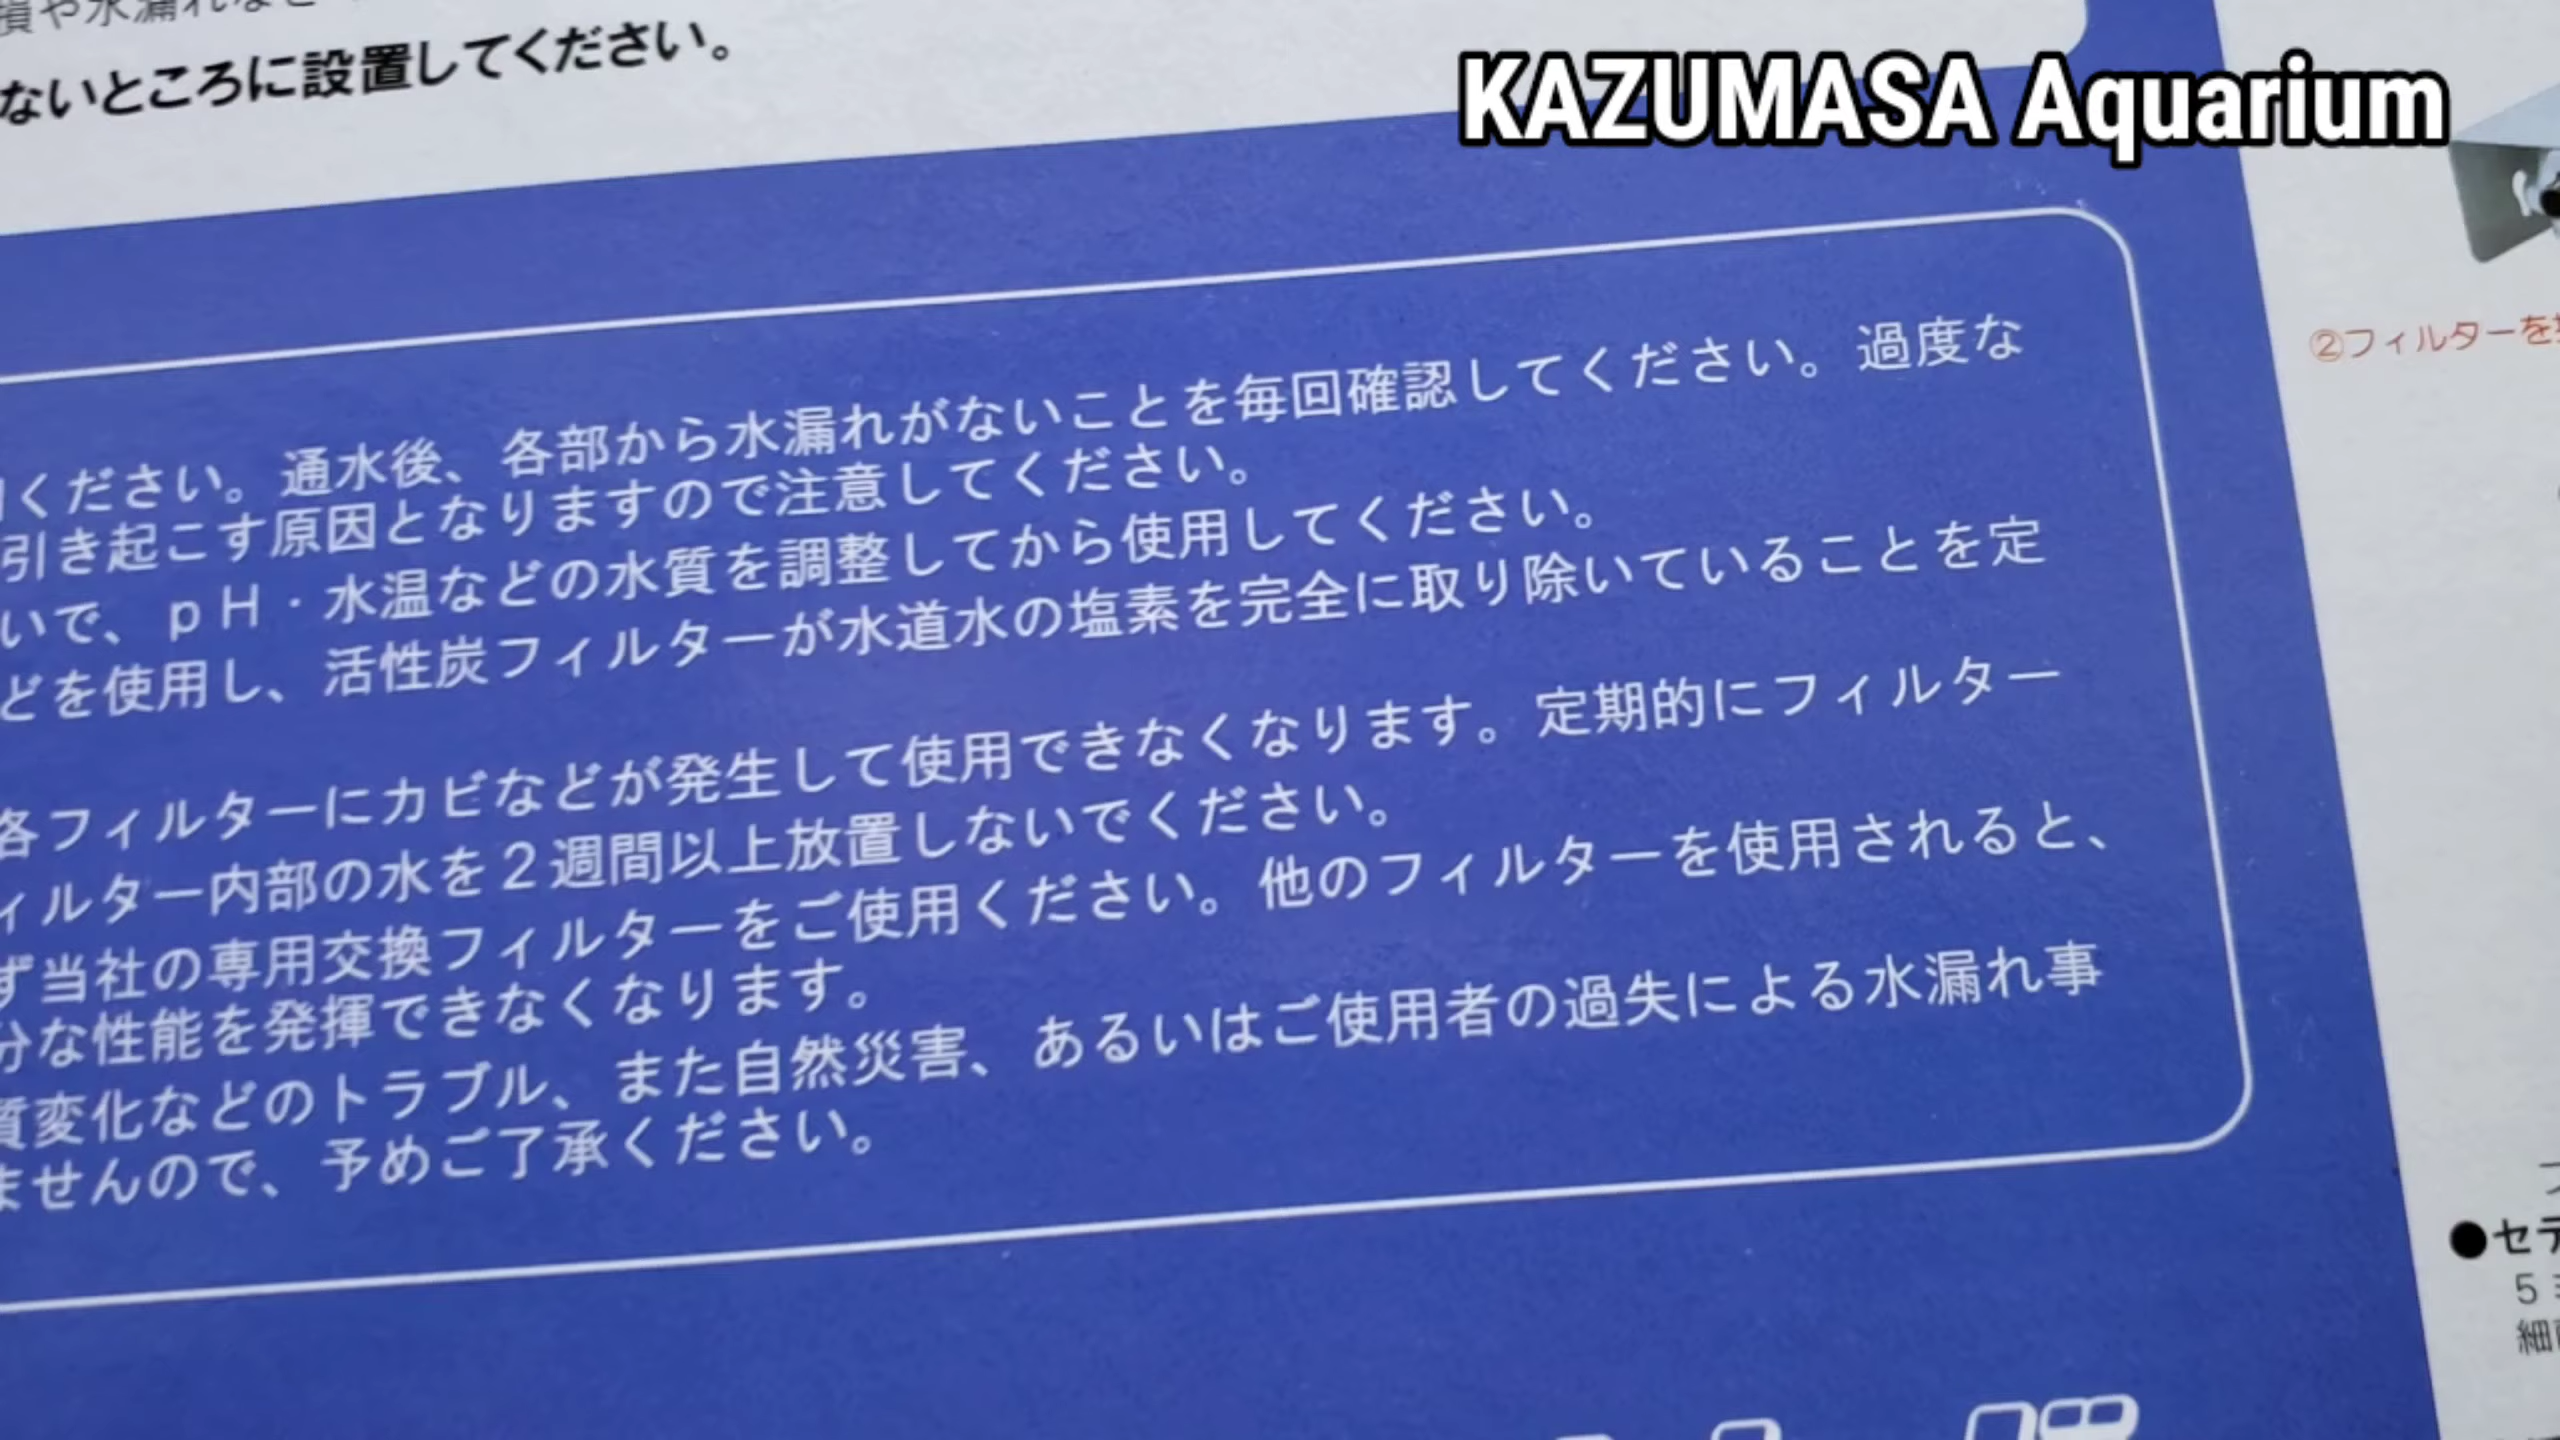 損や水漏れなど
ないところに設置してください。
KAZUMASA Aquarium
②フィルターを
ください. 通水後、各部から水漏れがないことを毎回確認してください。過度な
引き起こす原因となりますので注意してください。
いで、ｐＨ・水温などの水質を調整してから使用してください。
どを使用し、活性炭フィルターが水道水の塩素を完全に取り除いていることを定
各フィルターにカビなどが発生して使用できなくなります。定期的にフィルター
ィルター内部の水を２週間以上放置しないでください。
ず当社の専用交換フィルターをご使用ください。他のフィルターを使用されると、
分な性能を発揮できなくなります。
質変化などのトラブル、また自然災害、あるいはご使用者の過失による水漏れ事
ませんので、予めご了承ください。
●セデ
5
細